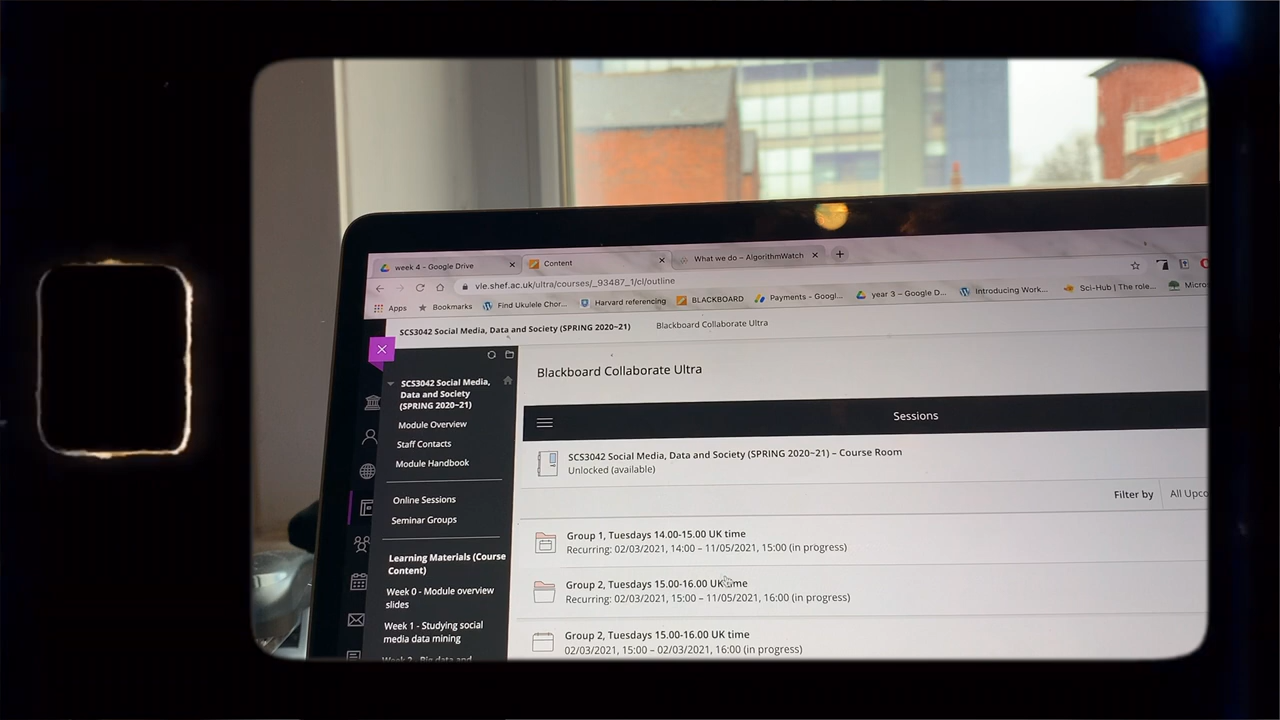 week 4 – Google Drive
Content
What we do – AlgorithmWatch
vle.shef.ac.uk/ultra/courses/_93487_1/cl/outline
Apps
Bookmarks
Find Ukulele Chor...
Harvard referencing
BLACKBOARD
Payments - Googl...
year 3 – Google D...
Introducing Work...
Sci-Hub | The role...
SCS3042 Social Media, Data and Society (SPRING 2020~21)
Blackboard Collaborate Ultra
SCS3042 Social Media,
Data and Society
(SPRING 2020~21)
Module Overview
Staff Contacts
Module Handbook
Online Sessions
Seminar Groups
Learning Materials (Course
Content)
Week 0 - Module overview
slides
Week 1 - Studying social
media data mining
Blackboard Collaborate Ultra
Sessions
SCS3042 Social Media, Data and Society (SPRING 2020~21) – Course Room
Unlocked (available)
Filter by
All Upco
Group 1, Tuesdays 14.00-15.00 UK time
Recurring: 02/03/2021, 14:00 – 11/05/2021, 15:00 (in progress)
Group 2, Tuesdays 15.00-16.00 UK time
Recurring: 02/03/2021, 15:00 – 11/05/2021, 16:00 (in progress)
Group 2, Tuesdays 15.00-16.00 UK time
02/03/2021, 15:00 – 02/03/2021, 16:00 (in progress)